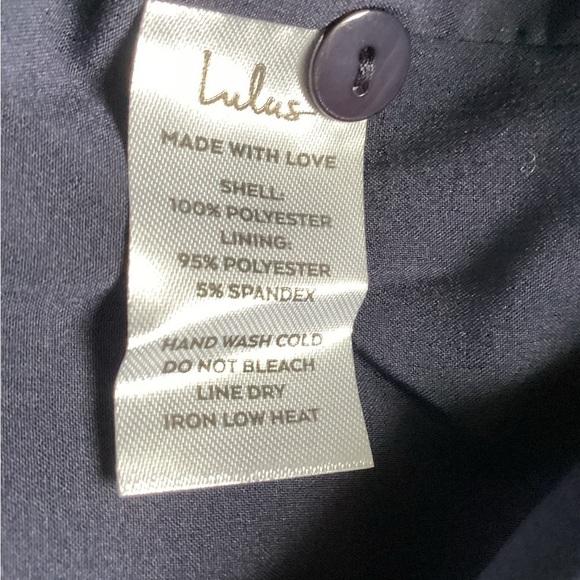 Lulus
MADE WITH LOVE
SHELL:
100% POLYESTER
LINING:
95% POLYESTER
5% SPANDEX
HAND WASH COLD
DO NOT BLEACH
LINE DRY
IRON LOW HEAT